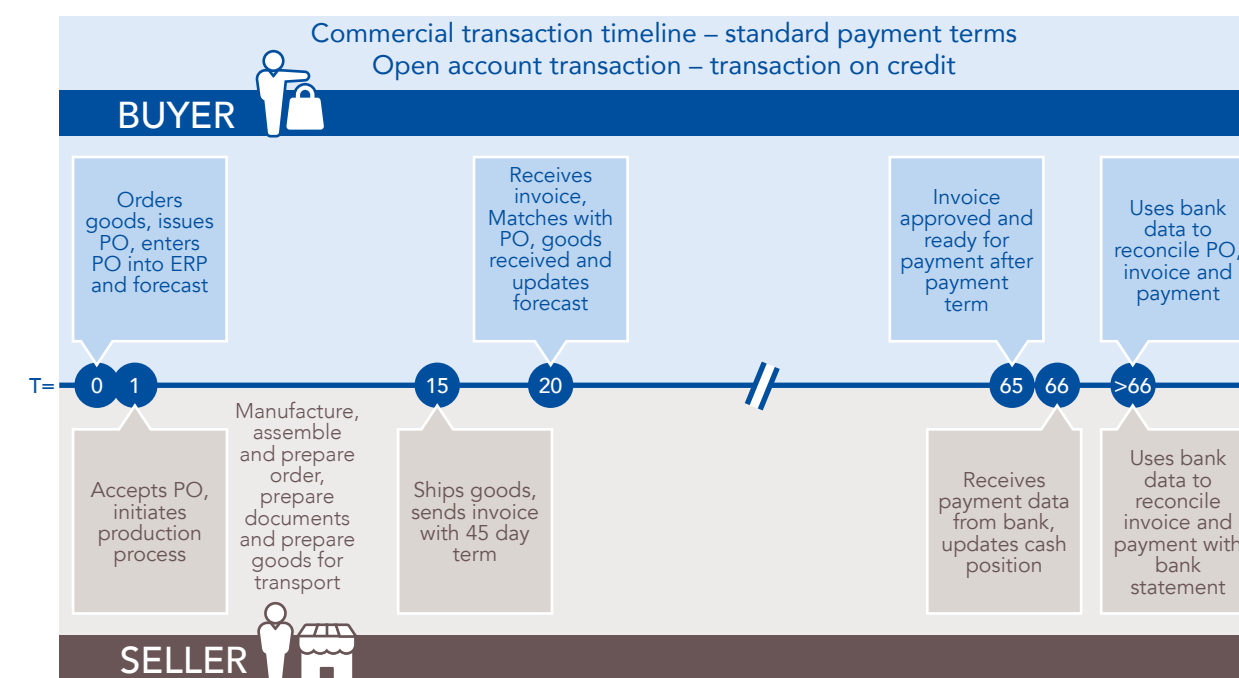 Commercial transaction timeline – standard payment terms
Open account transaction – transaction on credit
BUYER
Orders
goods, issues
PO, enters
PO into ERP
and forecast
Receives
invoice,
Matches with
PO, goods
received and
updates
forecast
Invoice
approved and
ready for
payment after
payment
term
Uses bank
data to
reconcile PO,
invoice and
payment
T=
0
1
15
20
65
66
>66
Accepts PO,
initiates
production
process
Manufacture,
assemble
and prepare
order,
prepare
documents
and prepare
goods for
transport
Ships goods,
sends invoice
with 45 day
term
Receives
payment data
from bank,
updates cash
position
Uses bank
data to
reconcile
invoice and
payment with
bank
statement
SELLER